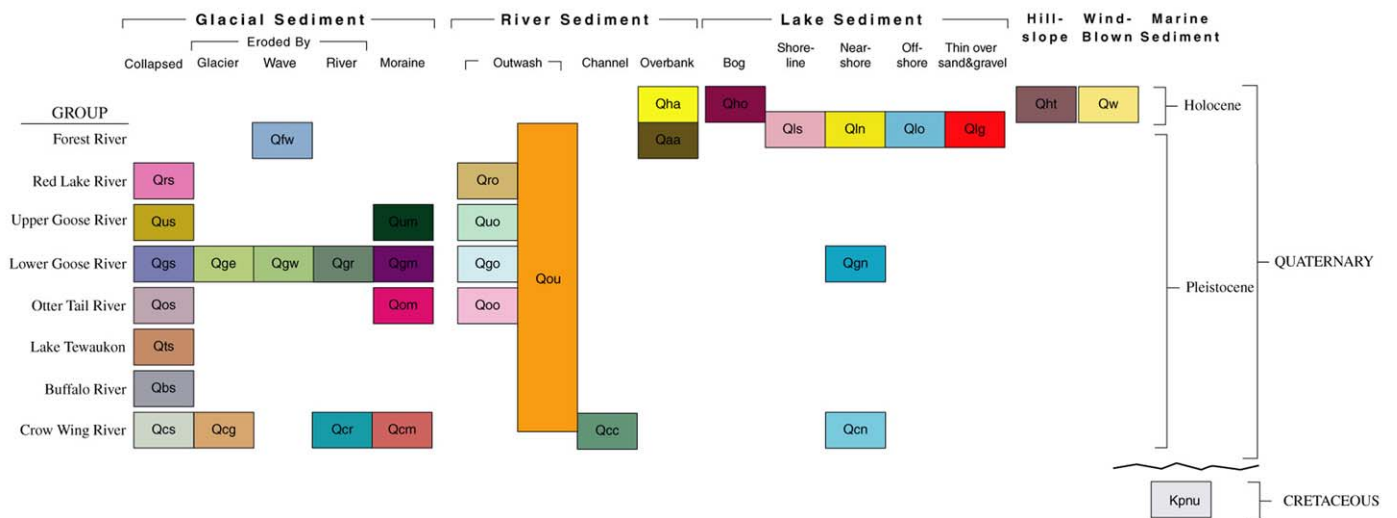 Glacial Sediment River Sediment Lake Sediment Hill- Wind- Marine
slope Blown Sediment
Eroded By
Shore- Near- Off- Thin over
Collapsed Glacier Wave River Moraine Outwash Channel Overbank Bog line shore shore sand&gravel
Qha Qho Qht Qw Holocene
GROUP
Qls Qln Qlo Qlg
Forest River Qfw Qaa
Red Lake River Qrs Qro
Upper Goose River Qus Qum Quo
Lower Goose River Qgs Qge Qgw Qgr Qgm Qgo Qgn QUATERNARY
Qou
Otter Tail River Qos Qom Qoo Pleistocene
Lake Tewaukon Qts
Buffalo River Qbs
Crow Wing River Qcs Qcg Qcr Qcm Qcc Qcn
Kpnu CRETACEOUS